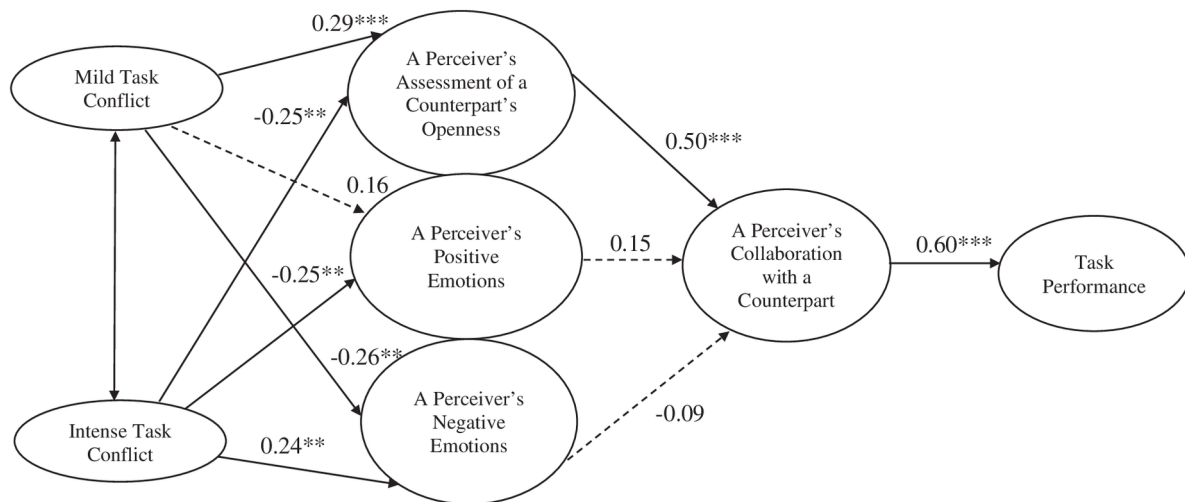 0.29***
Mild Task
Conflict
A Perceiver's
Assessment of a
Counterpart's
Openness
-0.25**
0.50***
0.16
A Perceiver's
Positive
Emotions
0.15
A Perceiver's
Collaboration
with a
Counterpart
0.60***
Task
Performance
-0.25**
-0.26**
A Perceiver's
Negative
Emotions
-0.09
Intense Task
Conflict
0.24**